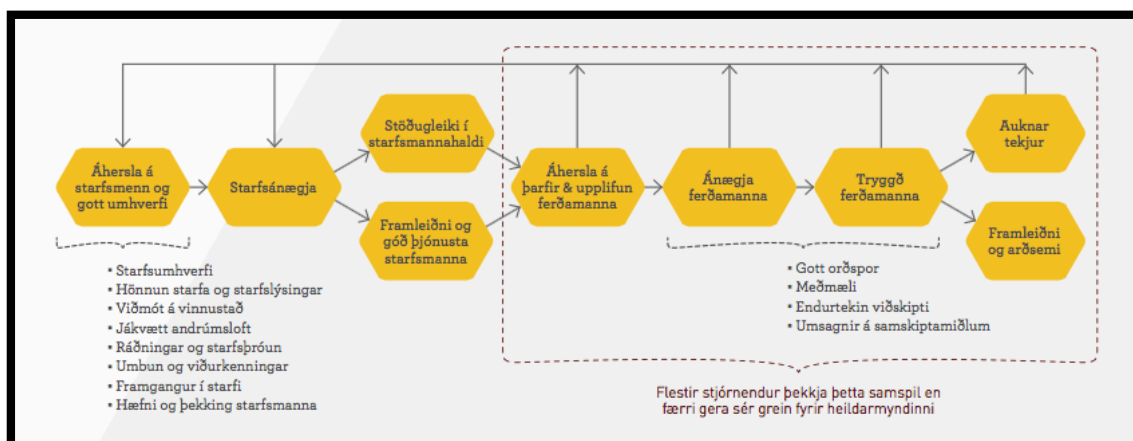 Áhersla á
starfsmenn og
gott umhverfi
Starfsánægja
Stöðugleiki í
starfsmannahaldi
Framleiðni og
góð þjónusta
starfsmanna
Áhersla á
þarfir & upplifun
ferðamanna
Ánægja
ferðamanna
Tryggð
ferðamanna
Auknar
tekjur
Framleiðni
og arðsemi
▪ Starfsumhverfi
▪ Hönnun starfa og starfslýsingar
▪ Viðmót á vinnustað
▪ Jákvætt andrúmsloft
▪ Ráðningar og starfsþróun
▪ Umbun og viðurkenningar
▪ Framgangur í starfi
▪ Hæfni og þekking starfsmanna
▪ Gott orðspor
▪ Meðmæli
▪ Endurtekin viðskipti
▪ Umsagnir á samskiptamiðlum
Flestir stjórnendur þekkja þetta samspil en
færri gera sér grein fyrir heildarmyndinni